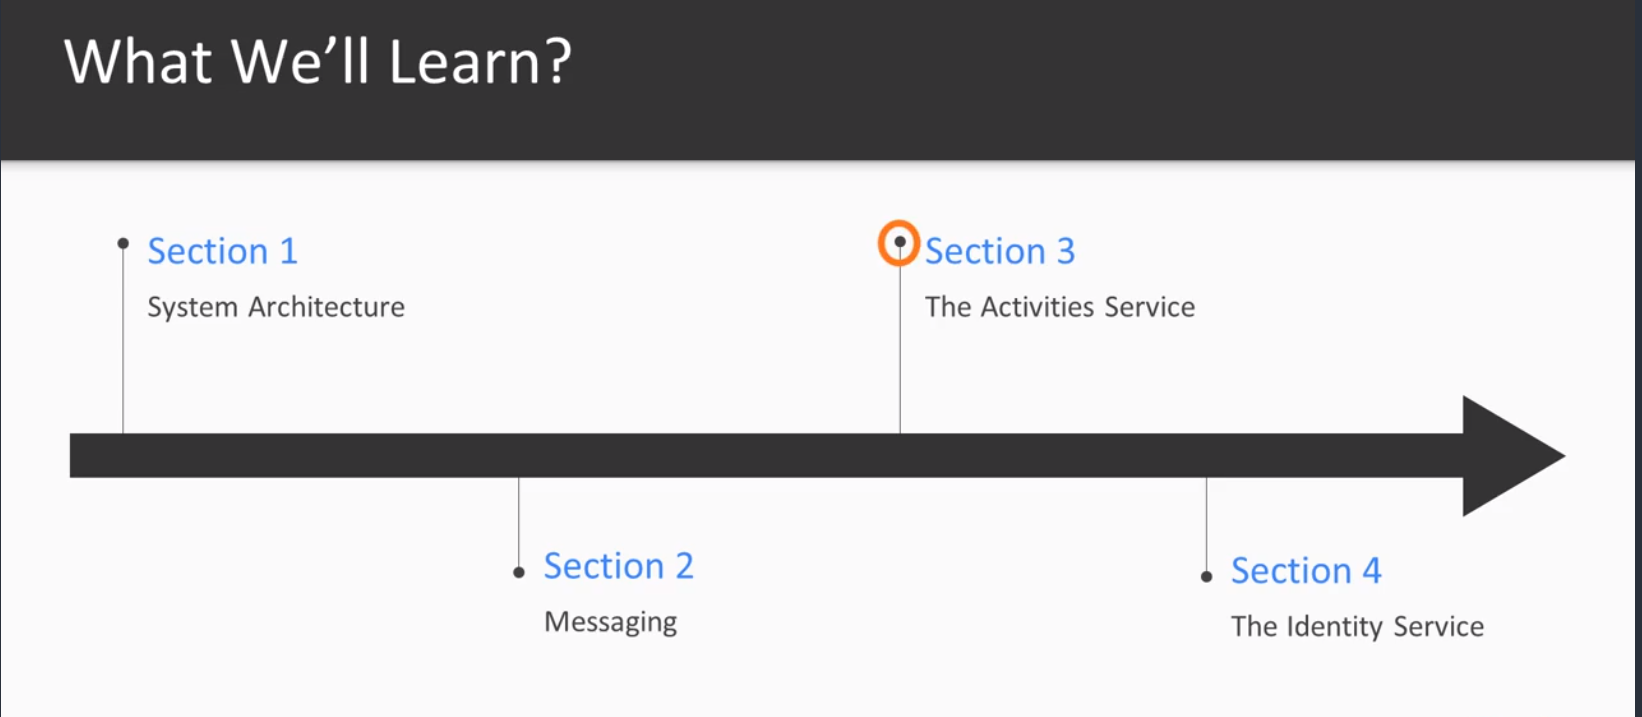 What We’ll Learn?
Section 1
System Architecture
Section 2
Messaging
Section 3
The Activities Service
Section 4
The Identity Service